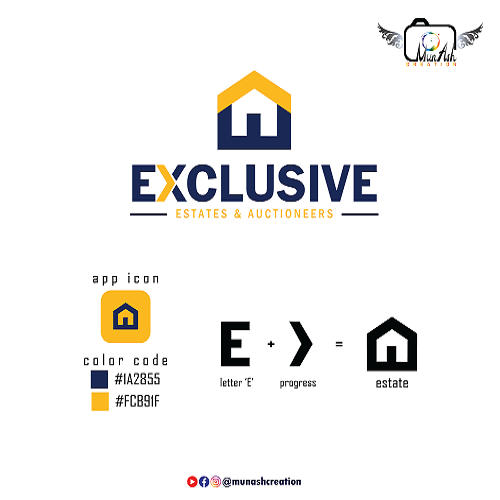 MunAsh
CREATION
EXCLUSIVE
ESTATES & AUCTIONEERS
app icon
color code
#1A2855
#FCB91F
E + =
letter 'E' progress estate
@munashcreation